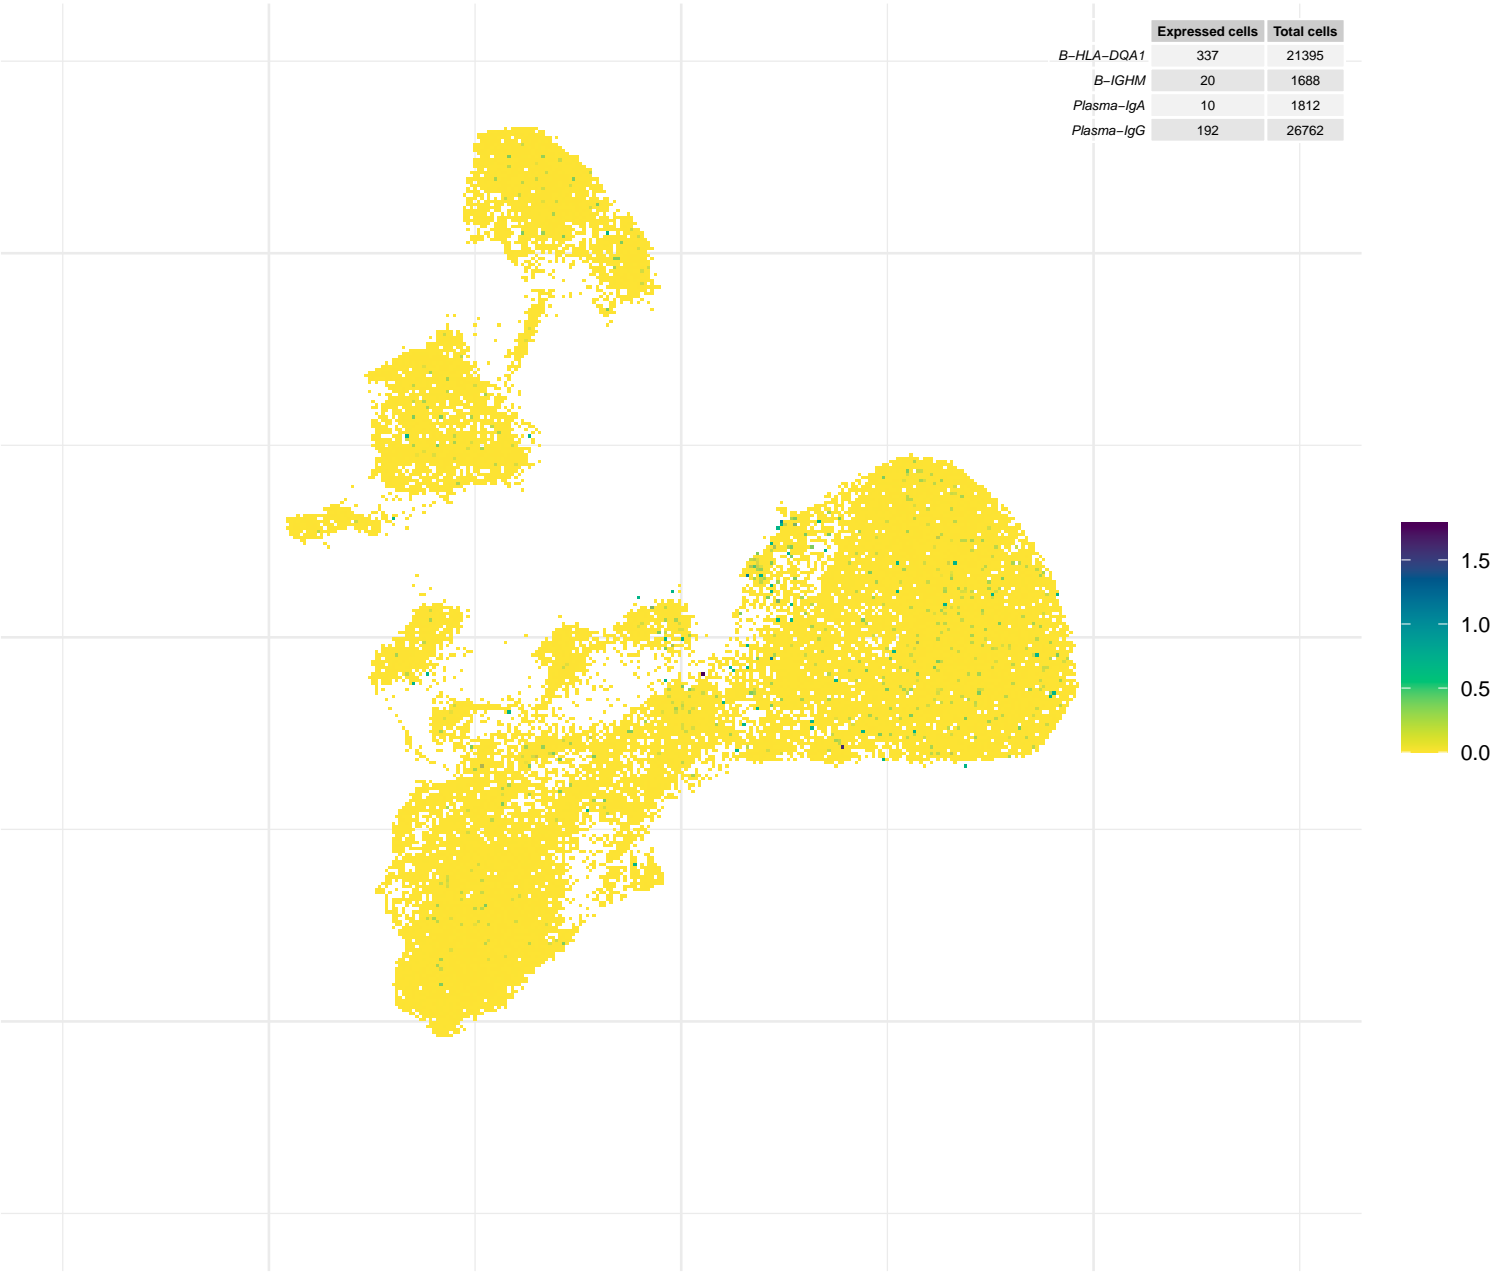 Expressed cells Total cells
B−HLA−DQA1 337 21395
B−IGHM 20 1688
Plasma−IgA 10 1812
Plasma−IgG 192 26762
1.5
1.0
0.5
0.0